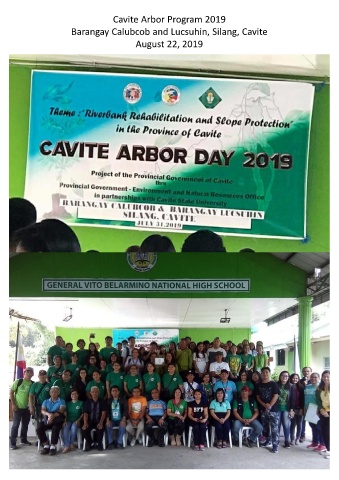 Cavite Arbor Program 2019
Barangay Calubcob and Lucsuhin, Silang, Cavite
August 22, 2019
Theme : "Riverbank Rehabilitation and Slope Protection"
in the Province of Cavite
CAVITE ARBOR DAY 2019
Project of the Provincial Government of Cavite
thru
Provincial Government - Environment and Natural Resources Office
in partnerships with Cavite State University
BARANGAY CALUBCOB & BARANGAY LUCSUHIN
SILANG, CAVITE
JULY 31,2019
GENERAL VITO BELARMINO NATIONAL HIGH SCHOOL